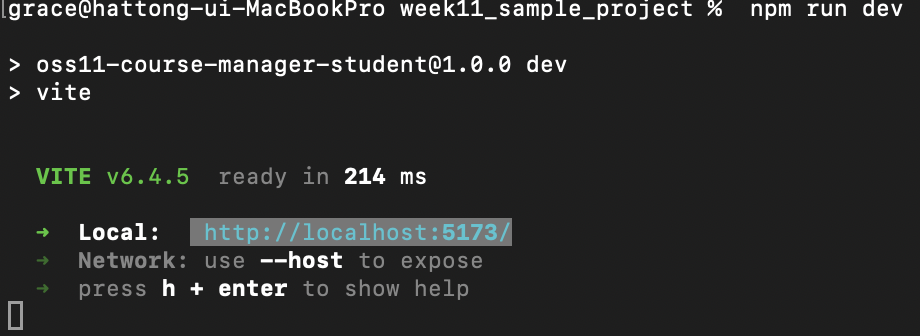 grace@hattong-ui-MacBookPro week11_sample_project %  npm run dev
> oss11-course-manager-student@1.0.0 dev
> vite
VITE v6.4.5  ready in 214 ms
➜  Local:   http://localhost:5173/
➜  Network: use --host to expose
➜  press h + enter to show help